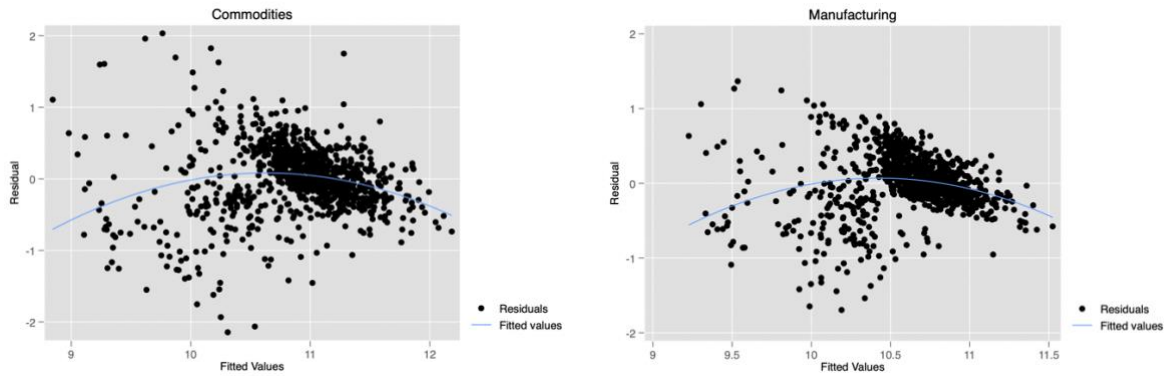 Commodities
2
1
0
-1
-2
Residual
9
10
11
12
Fitted Values
Residuals
Fitted values
Manufacturing
2
1
0
-1
-2
Residual
9
9.5
10
10.5
11
11.5
Fitted Values
Residuals
Fitted values